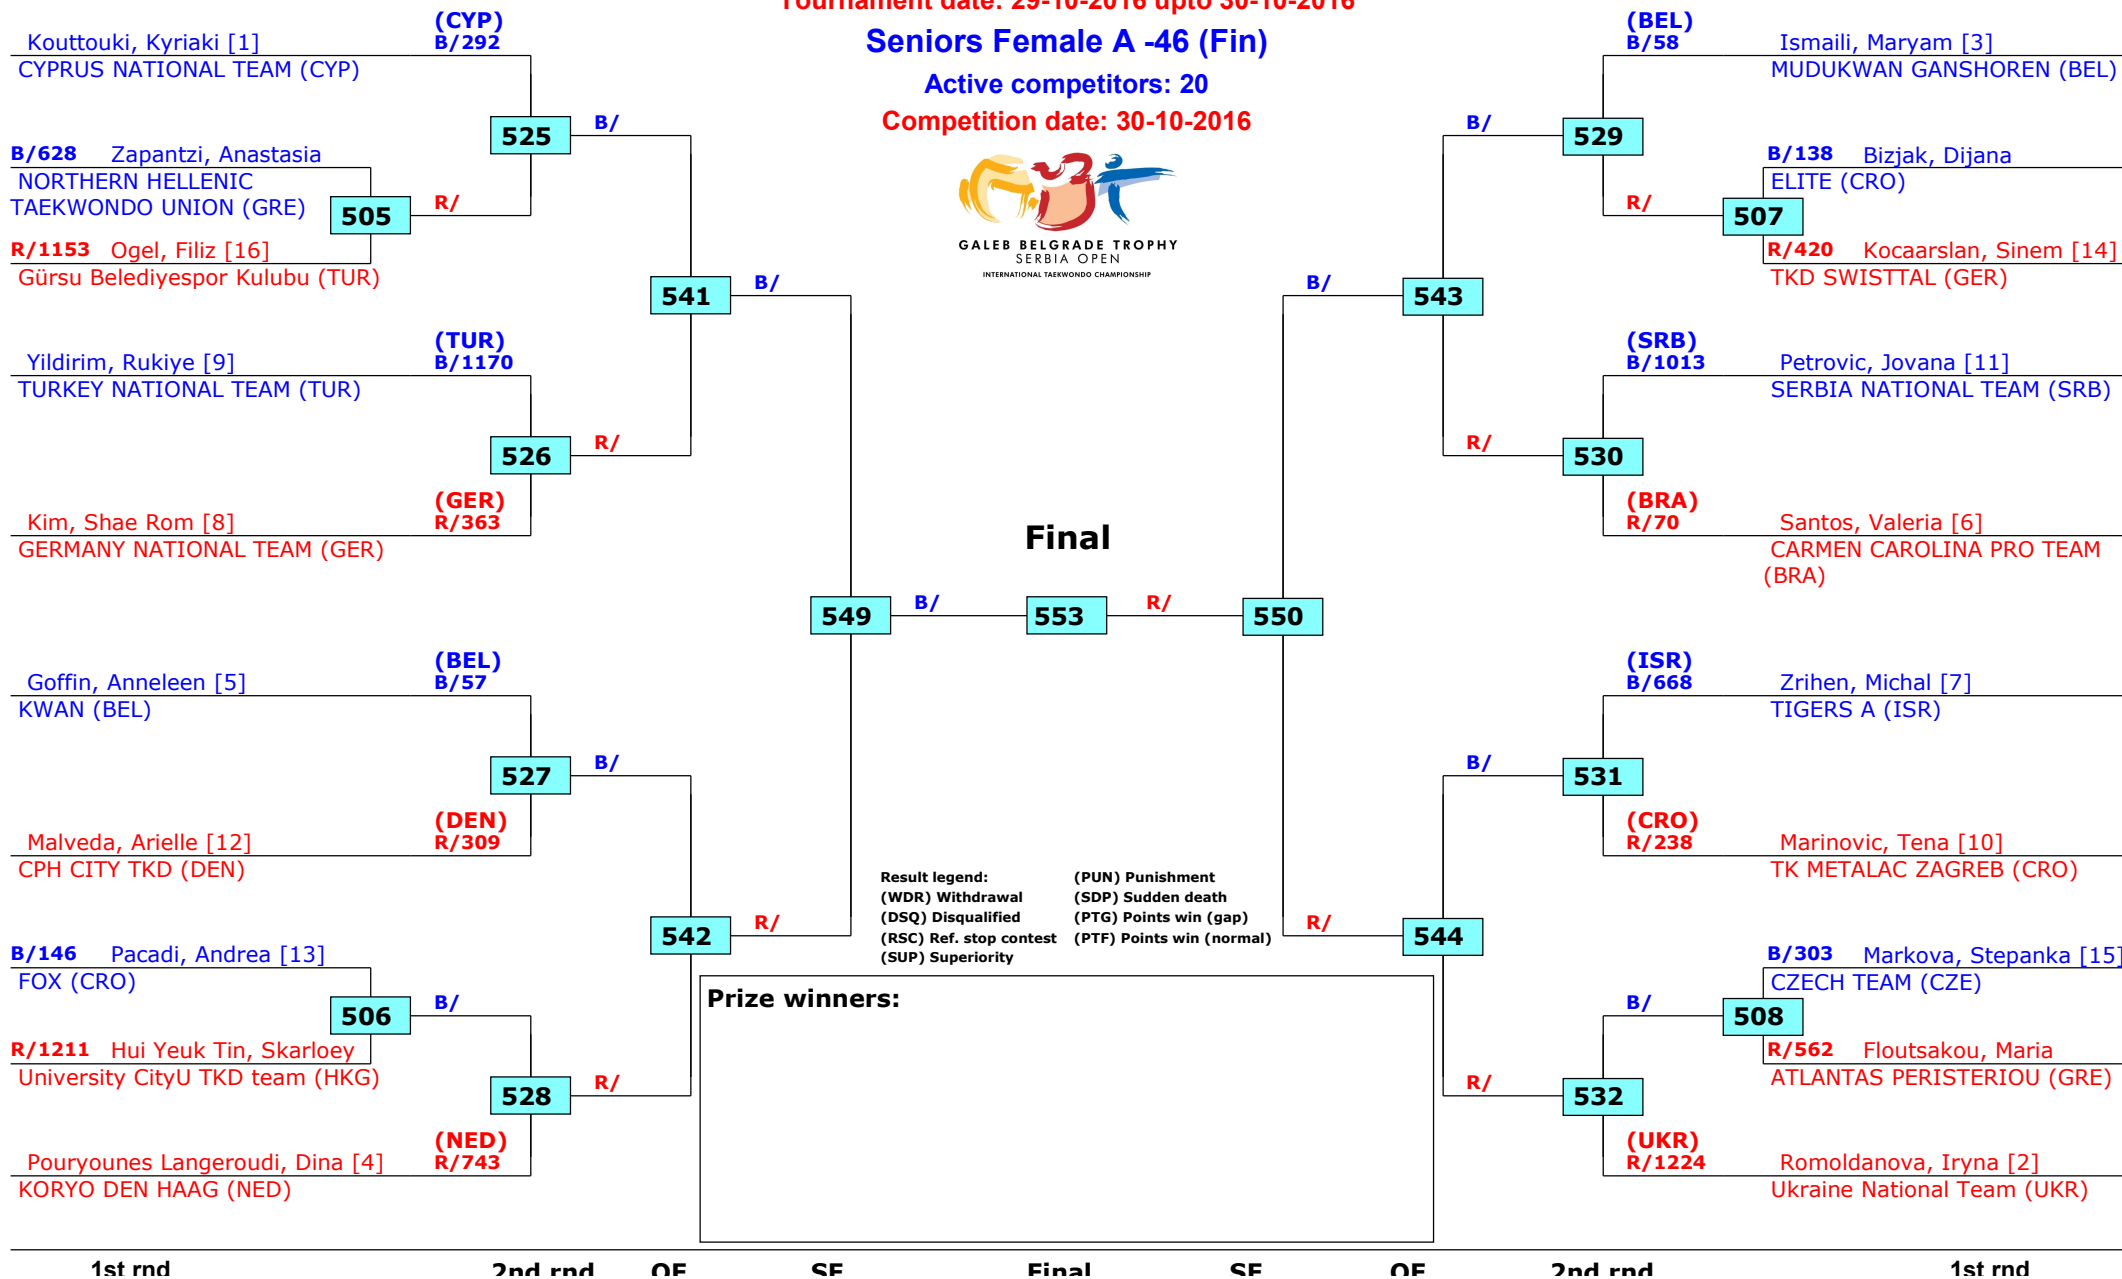 Tournament date: 29-10-2016 upto 30-10-2016
Seniors Female A -46 (Fin)
Active competitors: 20
Competition date: 30-10-2016
GALEB BELGRADE TROPHY
SERBIA OPEN
INTERNATIONAL TAEKWONDO CHAMPIONSHIP
(CYP)
Kouttouki, Kyriaki [1] B/292
CYPRUS NATIONAL TEAM (CYP)
525 B/
B/628 Zapantzi, Anastasia
NORTHERN HELLENIC
TAEKWONDO UNION (GRE)
505 R/
R/1153 Ogel, Filiz [16]
Gürsu Belediyespor Kulubu (TUR)
541 B/
(TUR)
Yildirim, Rukiye [9] B/1170
TURKEY NATIONAL TEAM (TUR)
526 R/
(GER)
Kim, Shae Rom [8] R/363
GERMANY NATIONAL TEAM (GER)
Final
549 B/ 553 R/ 550
(BEL)
Goffin, Anneleen [5] B/57
KWAN (BEL)
527 B/
(DEN)
Malveda, Arielle [12] R/309
CPH CITY TKD (DEN)
542 R/
B/146 Pacadi, Andrea [13]
FOX (CRO)
506 B/
R/1211 Hui Yeuk Tin, Skarloey
University CityU TKD team (HKG)
528 R/
(NED)
Pouryounes Langeroudi, Dina [4] R/743
KORYO DEN HAAG (NED)
(BEL)
B/58 Ismaili, Maryam [3]
MUDUKWAN GANSHOREN (BEL)
B/ 529
B/138 Bizjak, Dijana
ELITE (CRO)
R/ 507
R/420 Kocaarslan, Sinem [14]
TKD SWISTTAL (GER)
B/ 543
(SRB)
B/1013 Petrovic, Jovana [11]
SERBIA NATIONAL TEAM (SRB)
R/ 530
(BRA)
R/70 Santos, Valeria [6]
CARMEN CAROLINA PRO TEAM
(BRA)
(ISR)
B/668 Zrihen, Michal [7]
TIGERS A (ISR)
B/ 531
(CRO)
R/238 Marinovic, Tena [10]
TK METALAC ZAGREB (CRO)
R/ 544
B/303 Markova, Stepanka [15]
CZECH TEAM (CZE)
B/ 508
R/562 Floutsakou, Maria
ATLANTAS PERISTERIOU (GRE)
R/ 532
(UKR)
R/1224 Romoldanova, Iryna [2]
Ukraine National Team (UKR)
Result legend: (PUN) Punishment
(WDR) Withdrawal (SDP) Sudden death
(DSQ) Disqualified (PTG) Points win (gap)
(RSC) Ref. stop contest (PTF) Points win (normal)
(SUP) Superiority
Prize winners:
1st rnd 2nd rnd QF SF Final SF QF 2nd rnd 1st rnd